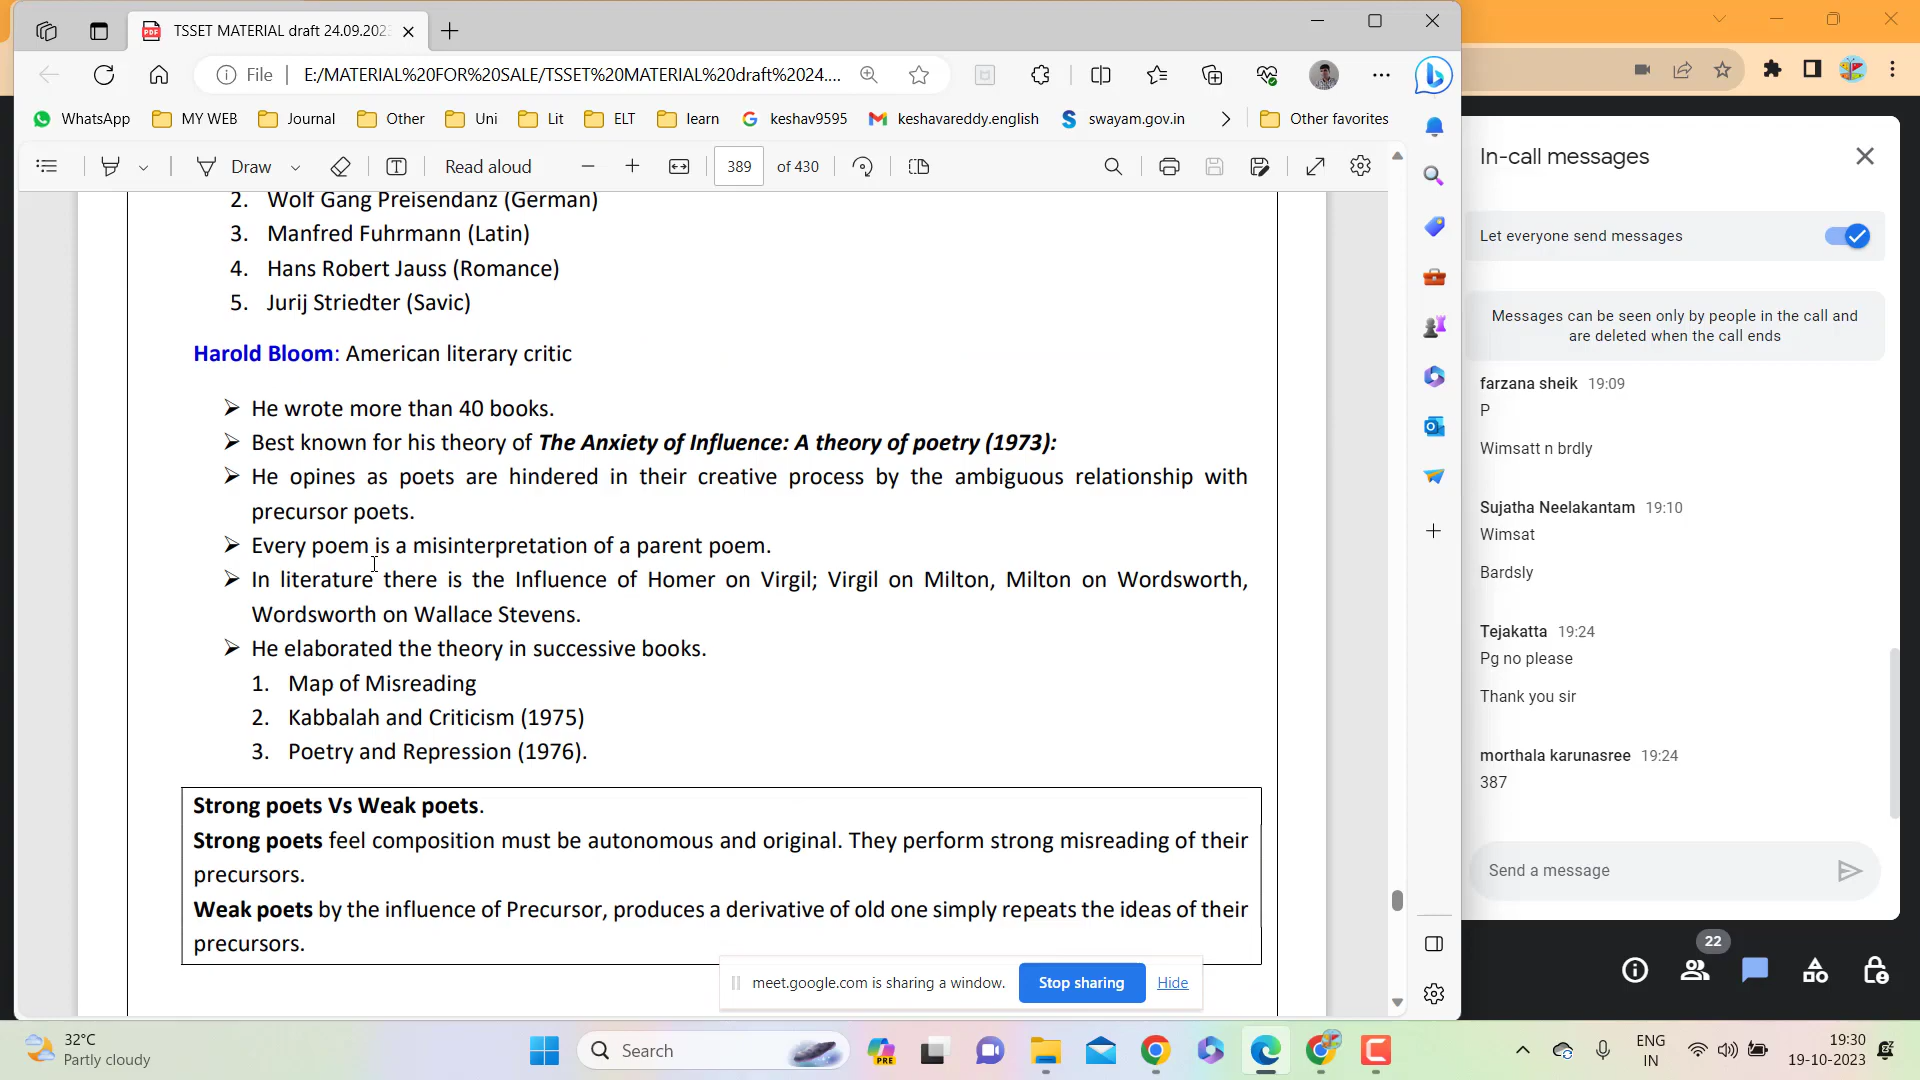 TSSET MATERIAL draft 24.09.202
File
E:/MATERIAL%20FOR%20SALE/TSSET%20MATERIAL%20draft%2024....
WhatsApp
MY WEB
Journal
Other
Uni
Lit
ELT
learn
keshav9595
keshavareddy.english
swayam.gov.in
Other favorites
Draw
Read aloud
389
of 430
2. Wolf Gang Preisendanz (German)
3. Manfred Fuhrmann (Latin)
4. Hans Robert Jauss (Romance)
5. Jurij Striedter (Savic)
Harold Bloom: American literary critic
➢ He wrote more than 40 books.
➢ Best known for his theory of The Anxiety of Influence: A theory of poetry (1973):
➢ He opines as poets are hindered in their creative process by the ambiguous relationship with
precursor poets.
➢ Every poem is a misinterpretation of a parent poem.
➢ In literature there is the Influence of Homer on Virgil; Virgil on Milton, Milton on Wordsworth,
Wordsworth on Wallace Stevens.
➢ He elaborated the theory in successive books.
1. Map of Misreading
2. Kabbalah and Criticism (1975)
3. Poetry and Repression (1976).
Strong poets Vs Weak poets.
Strong poets feel composition must be autonomous and original. They perform strong misreading of their
precursors.
Weak poets by the influence of Precursor, produces a derivative of old one simply repeats the ideas of their
precursors.
meet.google.com is sharing a window.
Stop sharing
Hide
In-call messages
Let everyone send messages
Messages can be seen only by people in the call and
are deleted when the call ends
farzana sheik 19:09
P
Wimsatt n brdly
Sujatha Neelakantam 19:10
Wimsat
Bardsly
Tejakatta 19:24
Pg no please
Thank you sir
morthala karunasree 19:24
387
Send a message
22
32°C
Partly cloudy
Search
PRE
ENG
IN
19:30
19-10-2023